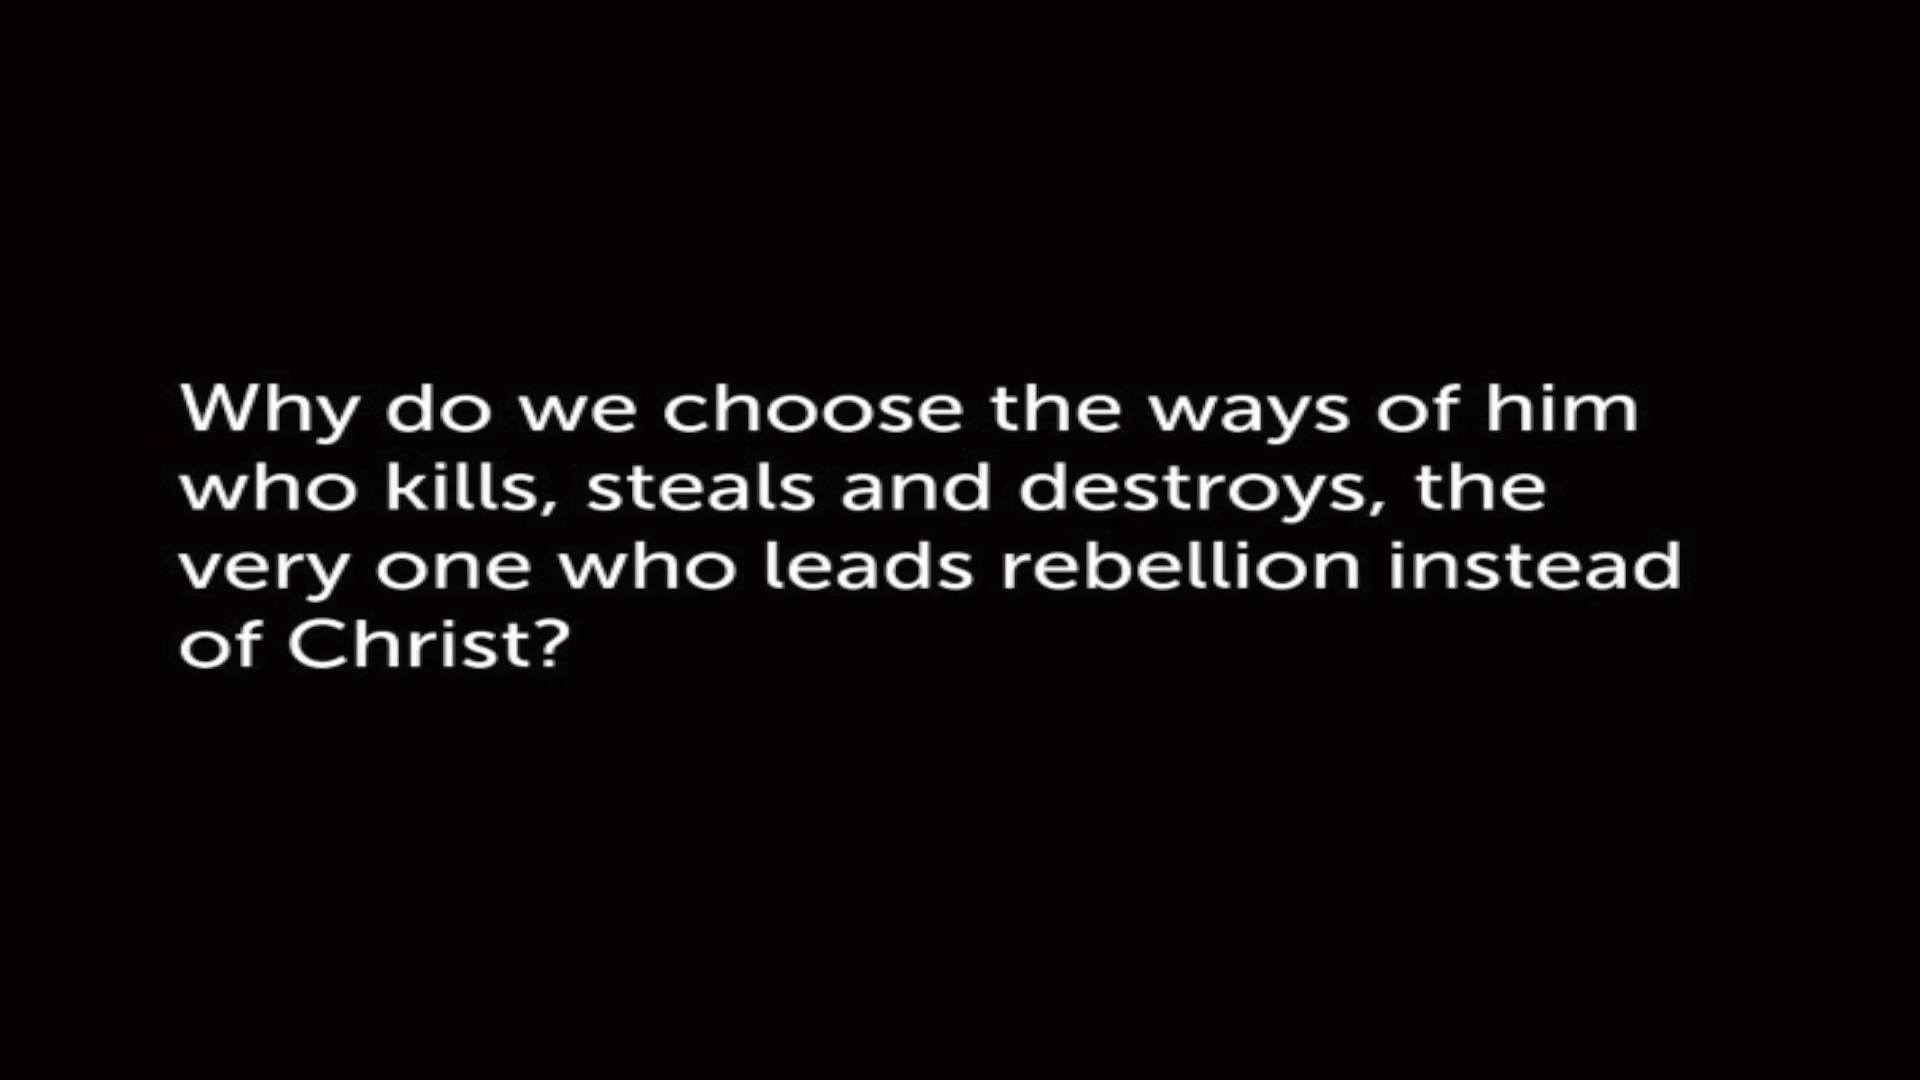 Why do we choose the ways of him
who kills, steals and destroys, the
very one who leads rebellion instead
of Christ?